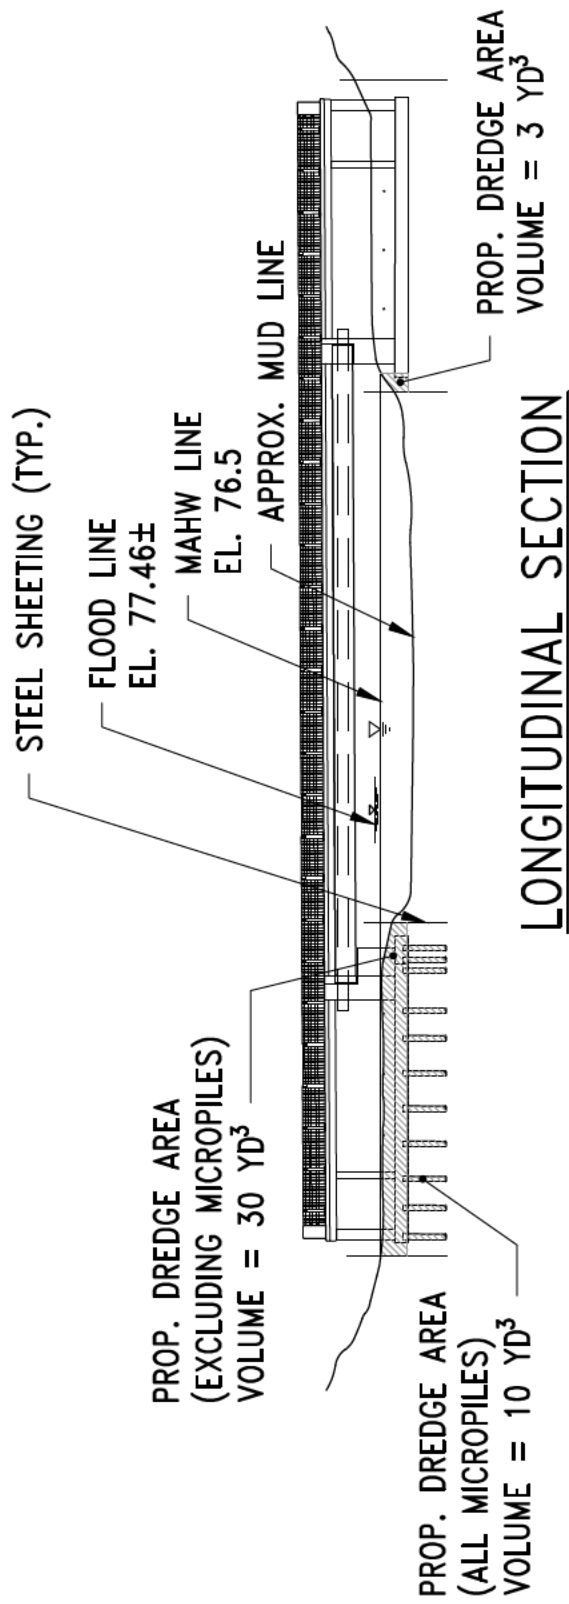 STEEL SHEETING (TYP.)
FLOOD LINE
EL. 77.46±
MAHW LINE
EL. 76.5
APPROX. MUD LINE
PROP. DREDGE AREA
(EXCLUDING MICROPILES)
VOLUME = 30 YD³
PROP. DREDGE AREA
(ALL MICROPILES)
VOLUME = 10 YD³
PROP. DREDGE AREA
VOLUME = 3 YD³
LONGITUDINAL SECTION